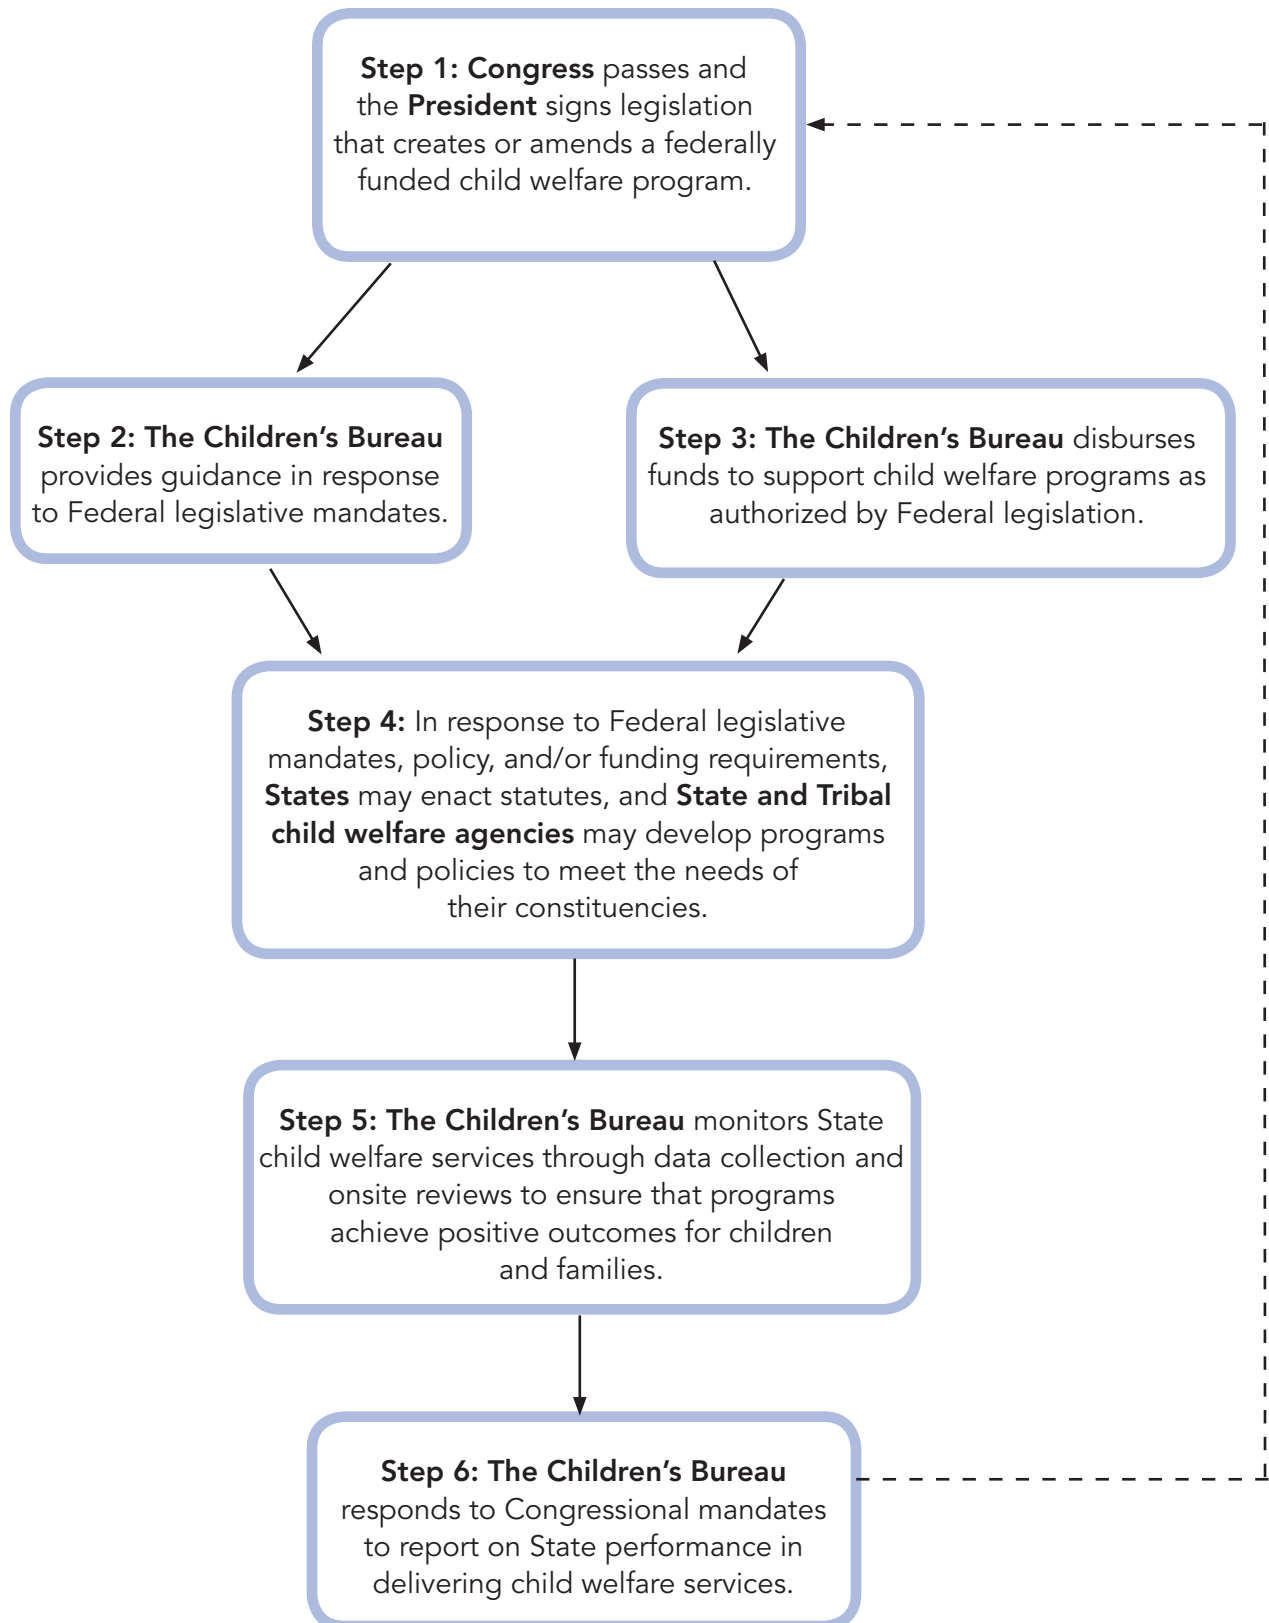 Step 1: Congress passes and
the President signs legislation
that creates or amends a federally
funded child welfare program.
Step 2: The Children’s Bureau
provides guidance in response
to Federal legislative mandates.
Step 3: The Children’s Bureau disburses
funds to support child welfare programs as
authorized by Federal legislation.
Step 4: In response to Federal legislative
mandates, policy, and/or funding requirements,
States may enact statutes, and State and Tribal
child welfare agencies may develop programs
and policies to meet the needs of
their constituencies.
Step 5: The Children’s Bureau monitors State
child welfare services through data collection and
onsite reviews to ensure that programs
achieve positive outcomes for children
and families.
Step 6: The Children’s Bureau
responds to Congressional mandates
to report on State performance in
delivering child welfare services.